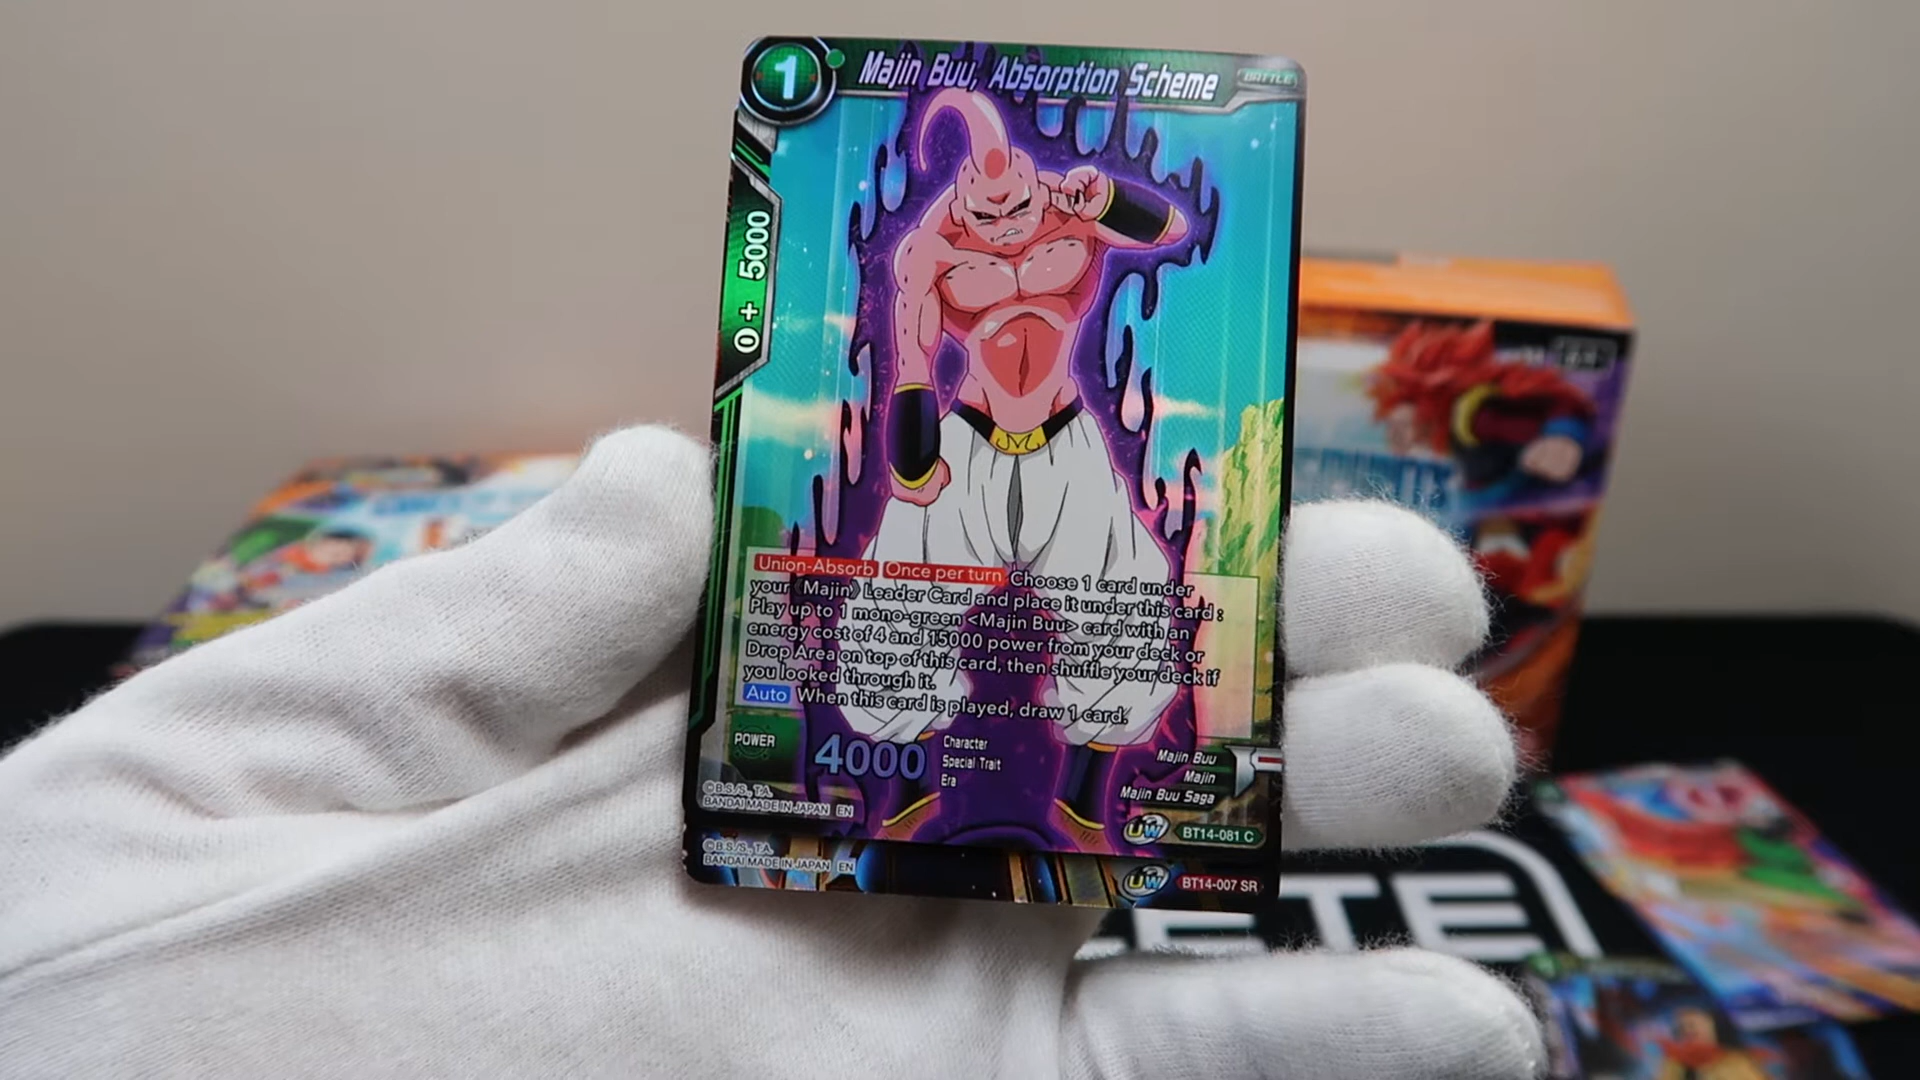 1
Majin Buu, Absorption Scheme
BATTLE
0 + 5000
Union-Absorb Once per turn Choose 1 card under
your 《Majin》 Leader Card and place it under this card :
Play up to 1 mono-green <Majin Buu> card with an
energy cost of 4 and 15000 power from your deck or
Drop Area on top of this card, then shuffle your deck if
you looked through it.
Auto When this card is played, draw 1 card.
POWER 4000
Character Majin Buu
Special Trait Majin
Era Majin Buu Saga
©B.S./S., T.A.
BANDAI MADE IN JAPAN EN
UW BT14-081 C
©B.S./S., T.A.
BANDAI MADE IN JAPAN EN
UW BT14-007 SR
ETE